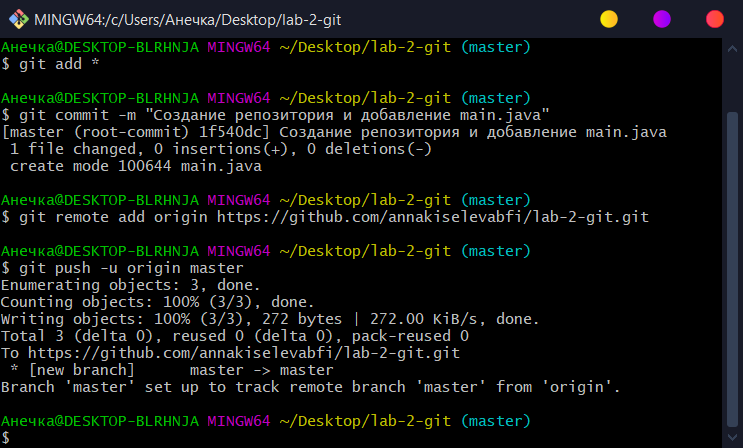 MINGW64:/c/Users/Анечка/Desktop/lab-2-git
Анечка@DESKTOP-BLRHNJA MINGW64 ~/Desktop/lab-2-git (master)
$ git add *
Анечка@DESKTOP-BLRHNJA MINGW64 ~/Desktop/lab-2-git (master)
$ git commit -m "Создание репозитория и добавление main.java"
[master (root-commit) 1f540dc] Создание репозитория и добавление main.java
 1 file changed, 0 insertions(+), 0 deletions(-)
 create mode 100644 main.java
Анечка@DESKTOP-BLRHNJA MINGW64 ~/Desktop/lab-2-git (master)
$ git remote add origin https://github.com/annakiselevabfi/lab-2-git.git
Анечка@DESKTOP-BLRHNJA MINGW64 ~/Desktop/lab-2-git (master)
$ git push -u origin master
Enumerating objects: 3, done.
Counting objects: 100% (3/3), done.
Writing objects: 100% (3/3), 272 bytes | 272.00 KiB/s, done.
Total 3 (delta 0), reused 0 (delta 0), pack-reused 0
To https://github.com/annakiselevabfi/lab-2-git.git
 * [new branch]      master -> master
Branch 'master' set up to track remote branch 'master' from 'origin'.
Анечка@DESKTOP-BLRHNJA MINGW64 ~/Desktop/lab-2-git (master)
$